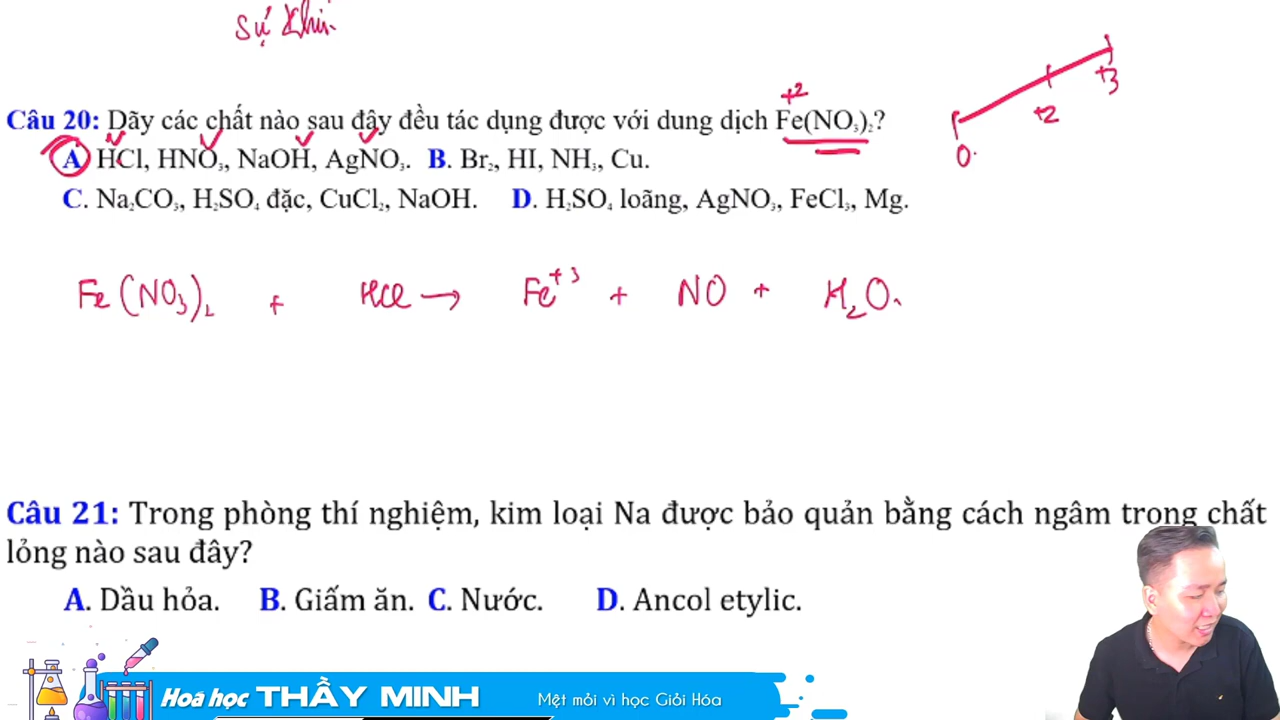 Sự khử
+2
Câu 20: Dãy các chất nào sau đây đều tác dụng được với dung dịch Fe(NO₃)₂?
A HCl, HNO₃, NaOH, AgNO₃. B. Br₂, HI, NH₃, Cu.
C. Na₂CO₃, H₂SO₄ đặc, CuCl₂, NaOH. D. H₂SO₄ loãng, AgNO₃, FeCl₃, Mg.
0 +2 +3
Fe(NO₃)₂ + HCl → Fe⁺³ + NO + H₂O.
Câu 21: Trong phòng thí nghiệm, kim loại Na được bảo quản bằng cách ngâm trong chất
lỏng nào sau đây?
A. Dầu hỏa. B. Giấm ăn. C. Nước. D. Ancol etylic.
Hoá học THẦY MINH Mệt mỏi vì học Giỏi Hóa